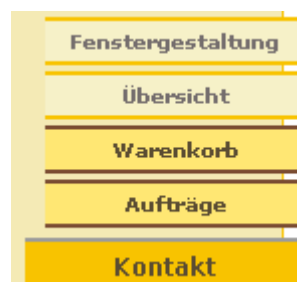 Fenstergestaltung
Übersicht
Warenkorb
Aufträge
Kontakt